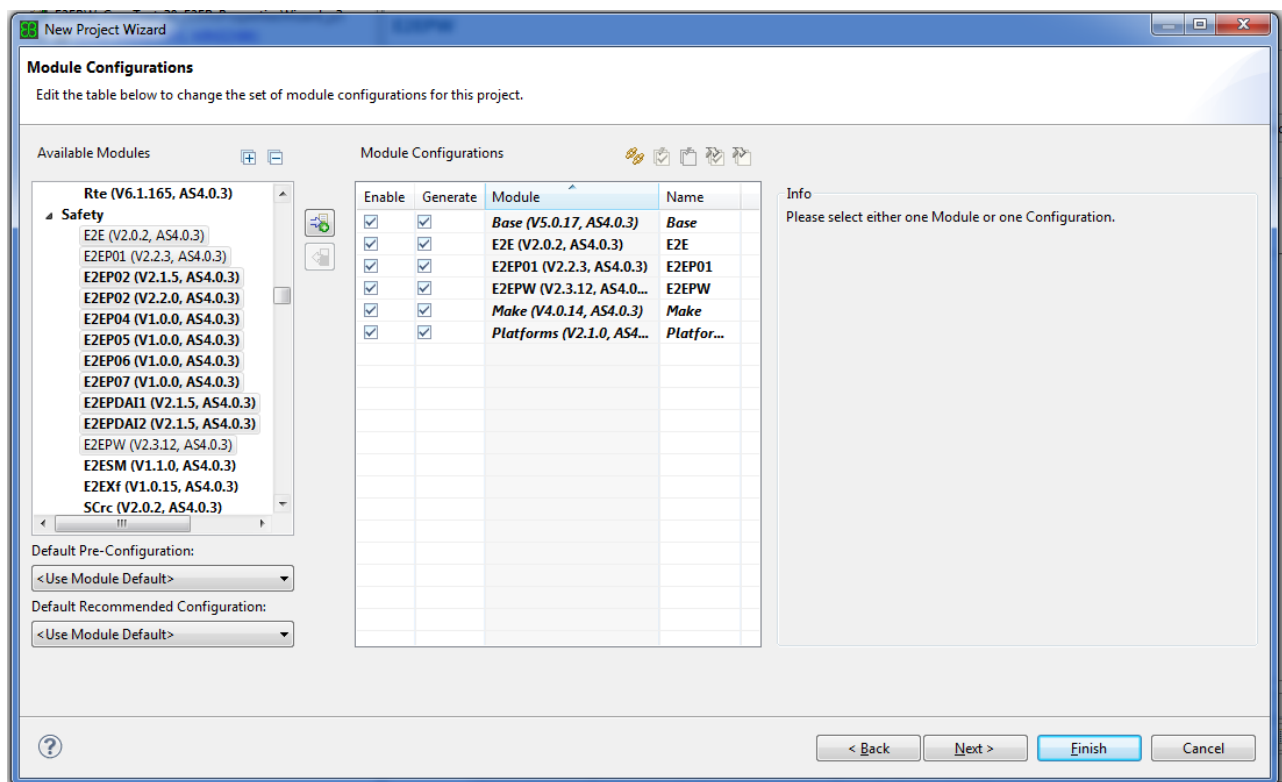 New Project Wizard
Module Configurations
Edit the table below to change the set of module configurations for this project.
Available Modules
Rte (V6.1.165, AS4.0.3)
Safety
E2E (V2.0.2, AS4.0.3)
E2EP01 (V2.2.3, AS4.0.3)
E2EP02 (V2.1.5, AS4.0.3)
E2EP02 (V2.2.0, AS4.0.3)
E2EP04 (V1.0.0, AS4.0.3)
E2EP05 (V1.0.0, AS4.0.3)
E2EP06 (V1.0.0, AS4.0.3)
E2EP07 (V1.0.0, AS4.0.3)
E2EPDAI1 (V2.1.5, AS4.0.3)
E2EPDAI2 (V2.1.5, AS4.0.3)
E2EPW (V2.3.12, AS4.0.3)
E2ESM (V1.1.0, AS4.0.3)
E2EXf (V1.0.15, AS4.0.3)
SCrc (V2.0.2, AS4.0.3)
Default Pre-Configuration:
<Use Module Default>
Default Recommended Configuration:
<Use Module Default>
Module Configurations
Enable Generate Module Name
Base (V5.0.17, AS4.0.3) Base
E2E (V2.0.2, AS4.0.3) E2E
E2EP01 (V2.2.3, AS4.0.3) E2EP01
E2EPW (V2.3.12, AS4.0... E2EPW
Make (V4.0.14, AS4.0.3) Make
Platforms (V2.1.0, AS4... Platfor...
Info
Please select either one Module or one Configuration.
< Back
Next >
Finish
Cancel